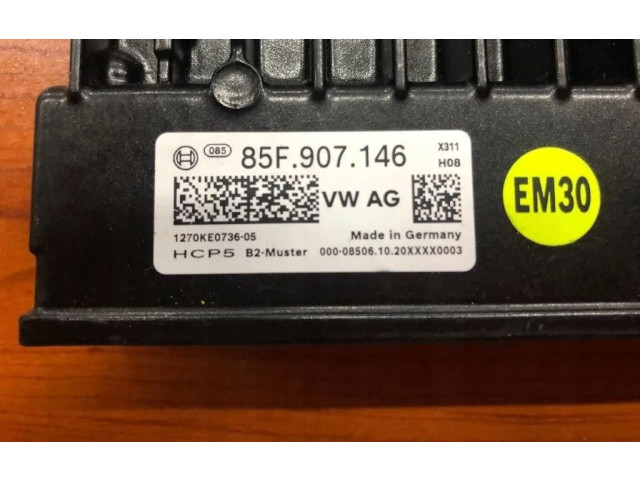 085 85F.907.146 X311
H08
VW AG
EM30
1270KE0736-05 Made in Germany
HCP5 B2-Muster 000-08506.10.20XXXX0003